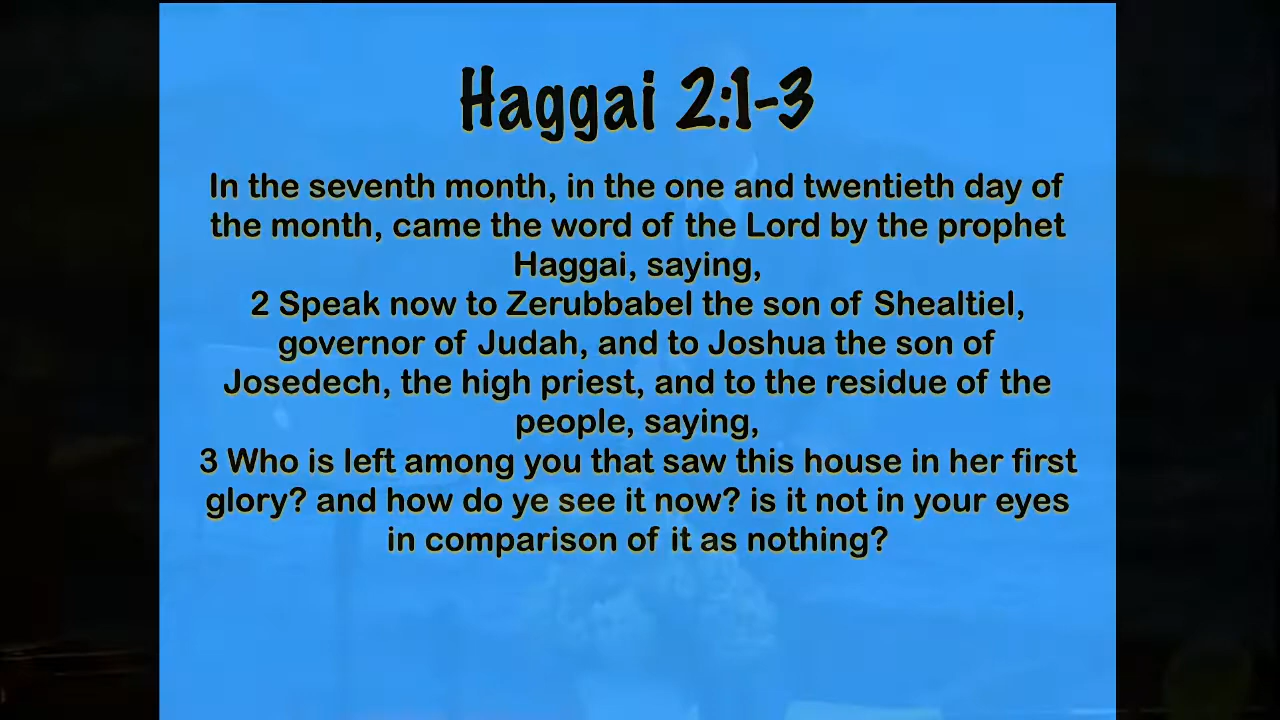 Haggai 2:1-3
In the seventh month, in the one and twentieth day of
the month, came the word of the Lord by the prophet
Haggai, saying,
2 Speak now to Zerubbabel the son of Shealtiel,
governor of Judah, and to Joshua the son of
Josedech, the high priest, and to the residue of the
people, saying,
3 Who is left among you that saw this house in her first
glory? and how do ye see it now? is it not in your eyes
in comparison of it as nothing?